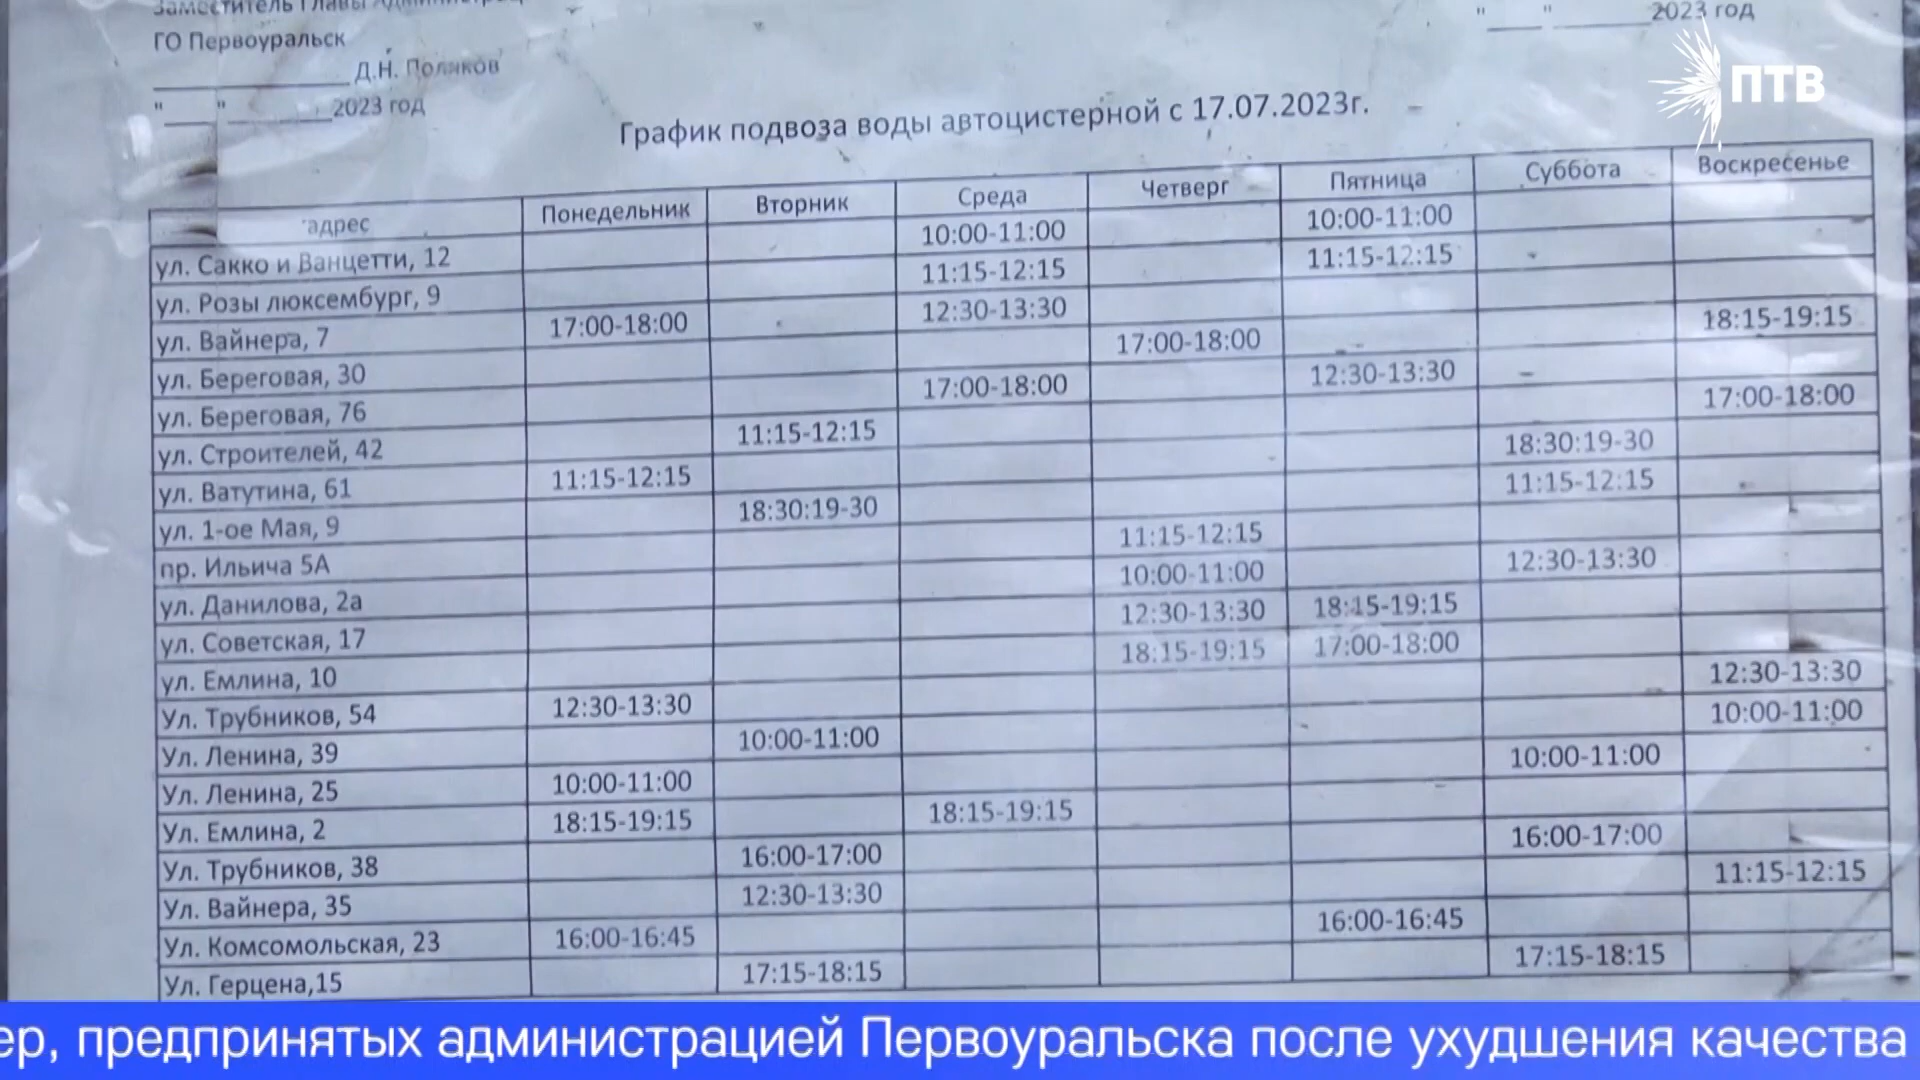 Заместитель Главы Администрац
ГО Первоуральск
____________ Д.Н. Поляков
"____" ________2023 год
"____" ________2023 год
ПТВ
График подвоза воды автоцистерной с 17.07.2023г.
адрес Понедельник Вторник Среда Четверг Пятница Суббота Воскресенье
ул. Сакко и Ванцетти, 12 10:00-11:00 10:00-11:00
ул. Розы люксембург, 9 11:15-12:15 11:15-12:15
ул. Вайнера, 7 17:00-18:00 12:30-13:30
ул. Береговая, 30 17:00-18:00 18:15-19:15
ул. Береговая, 76 17:00-18:00 12:30-13:30
ул. Строителей, 42 11:15-12:15 17:00-18:00
ул. Ватутина, 61 11:15-12:15 18:30:19-30
ул. 1-ое Мая, 9 18:30:19-30 11:15-12:15
пр. Ильича 5А 11:15-12:15
ул. Данилова, 2а 10:00-11:00 12:30-13:30
ул. Советская, 17 12:30-13:30 18:15-19:15
ул. Емлина, 10 18:15-19:15 17:00-18:00
Ул. Трубников, 54 12:30-13:30 12:30-13:30
Ул. Ленина, 39 10:00-11:00 10:00-11:00
Ул. Ленина, 25 10:00-11:00 10:00-11:00
Ул. Емлина, 2 18:15-19:15 18:15-19:15
Ул. Трубников, 38 16:00-17:00 16:00-17:00
Ул. Вайнера, 35 12:30-13:30 11:15-12:15
Ул. Комсомольская, 23 16:00-16:45 16:00-16:45
Ул. Герцена,15 17:15-18:15 17:15-18:15
ер, предпринятых администрацией Первоуральска после ухудшения качества